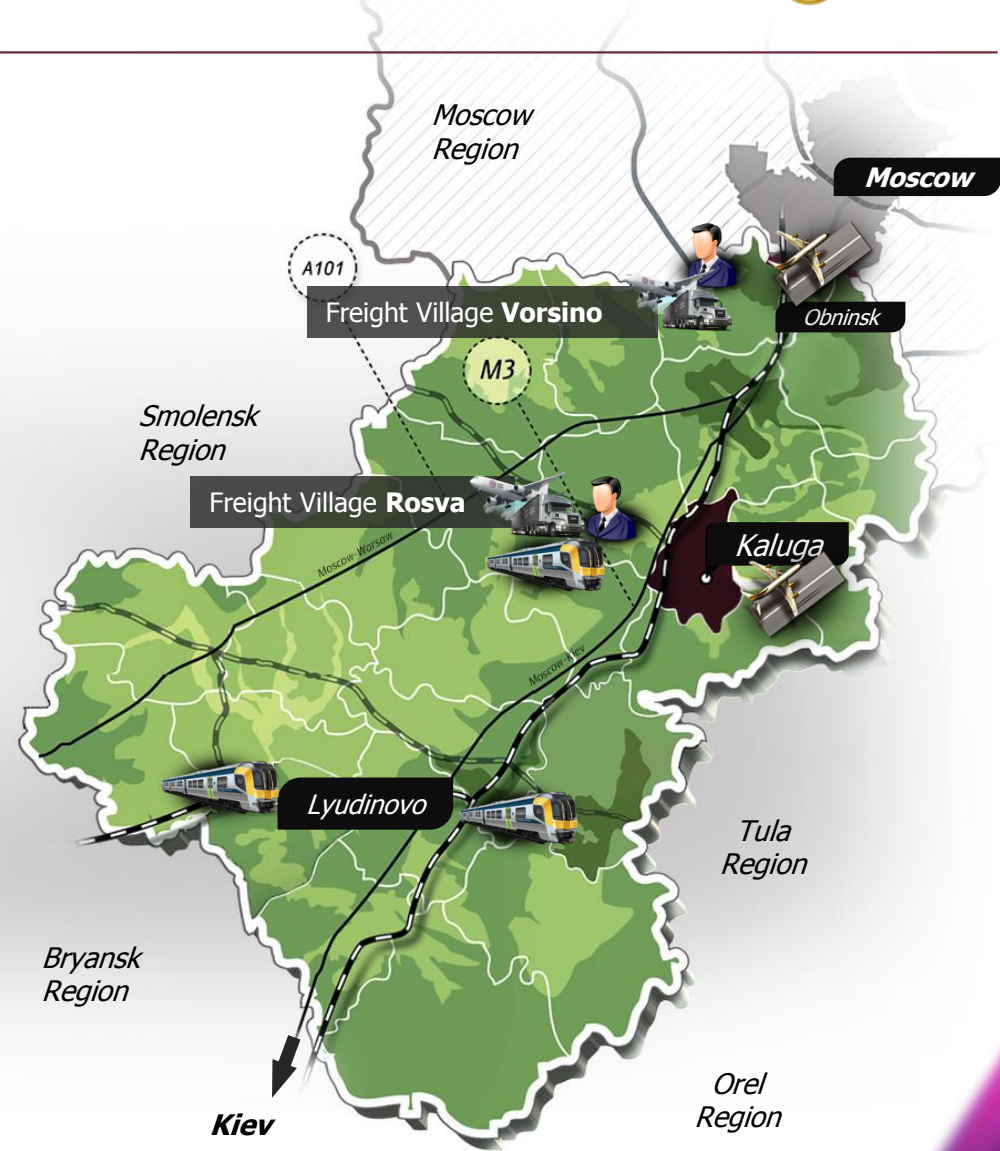 Moscow
Region
Moscow
A101
Freight Village Vorsino
Obninsk
M3
Smolensk
Region
Freight Village Rosva
Kaluga
Moscow-Warsaw
Moscow-Kiev
Lyudinovo
Tula
Region
Bryansk
Region
Orel
Region
Kiev